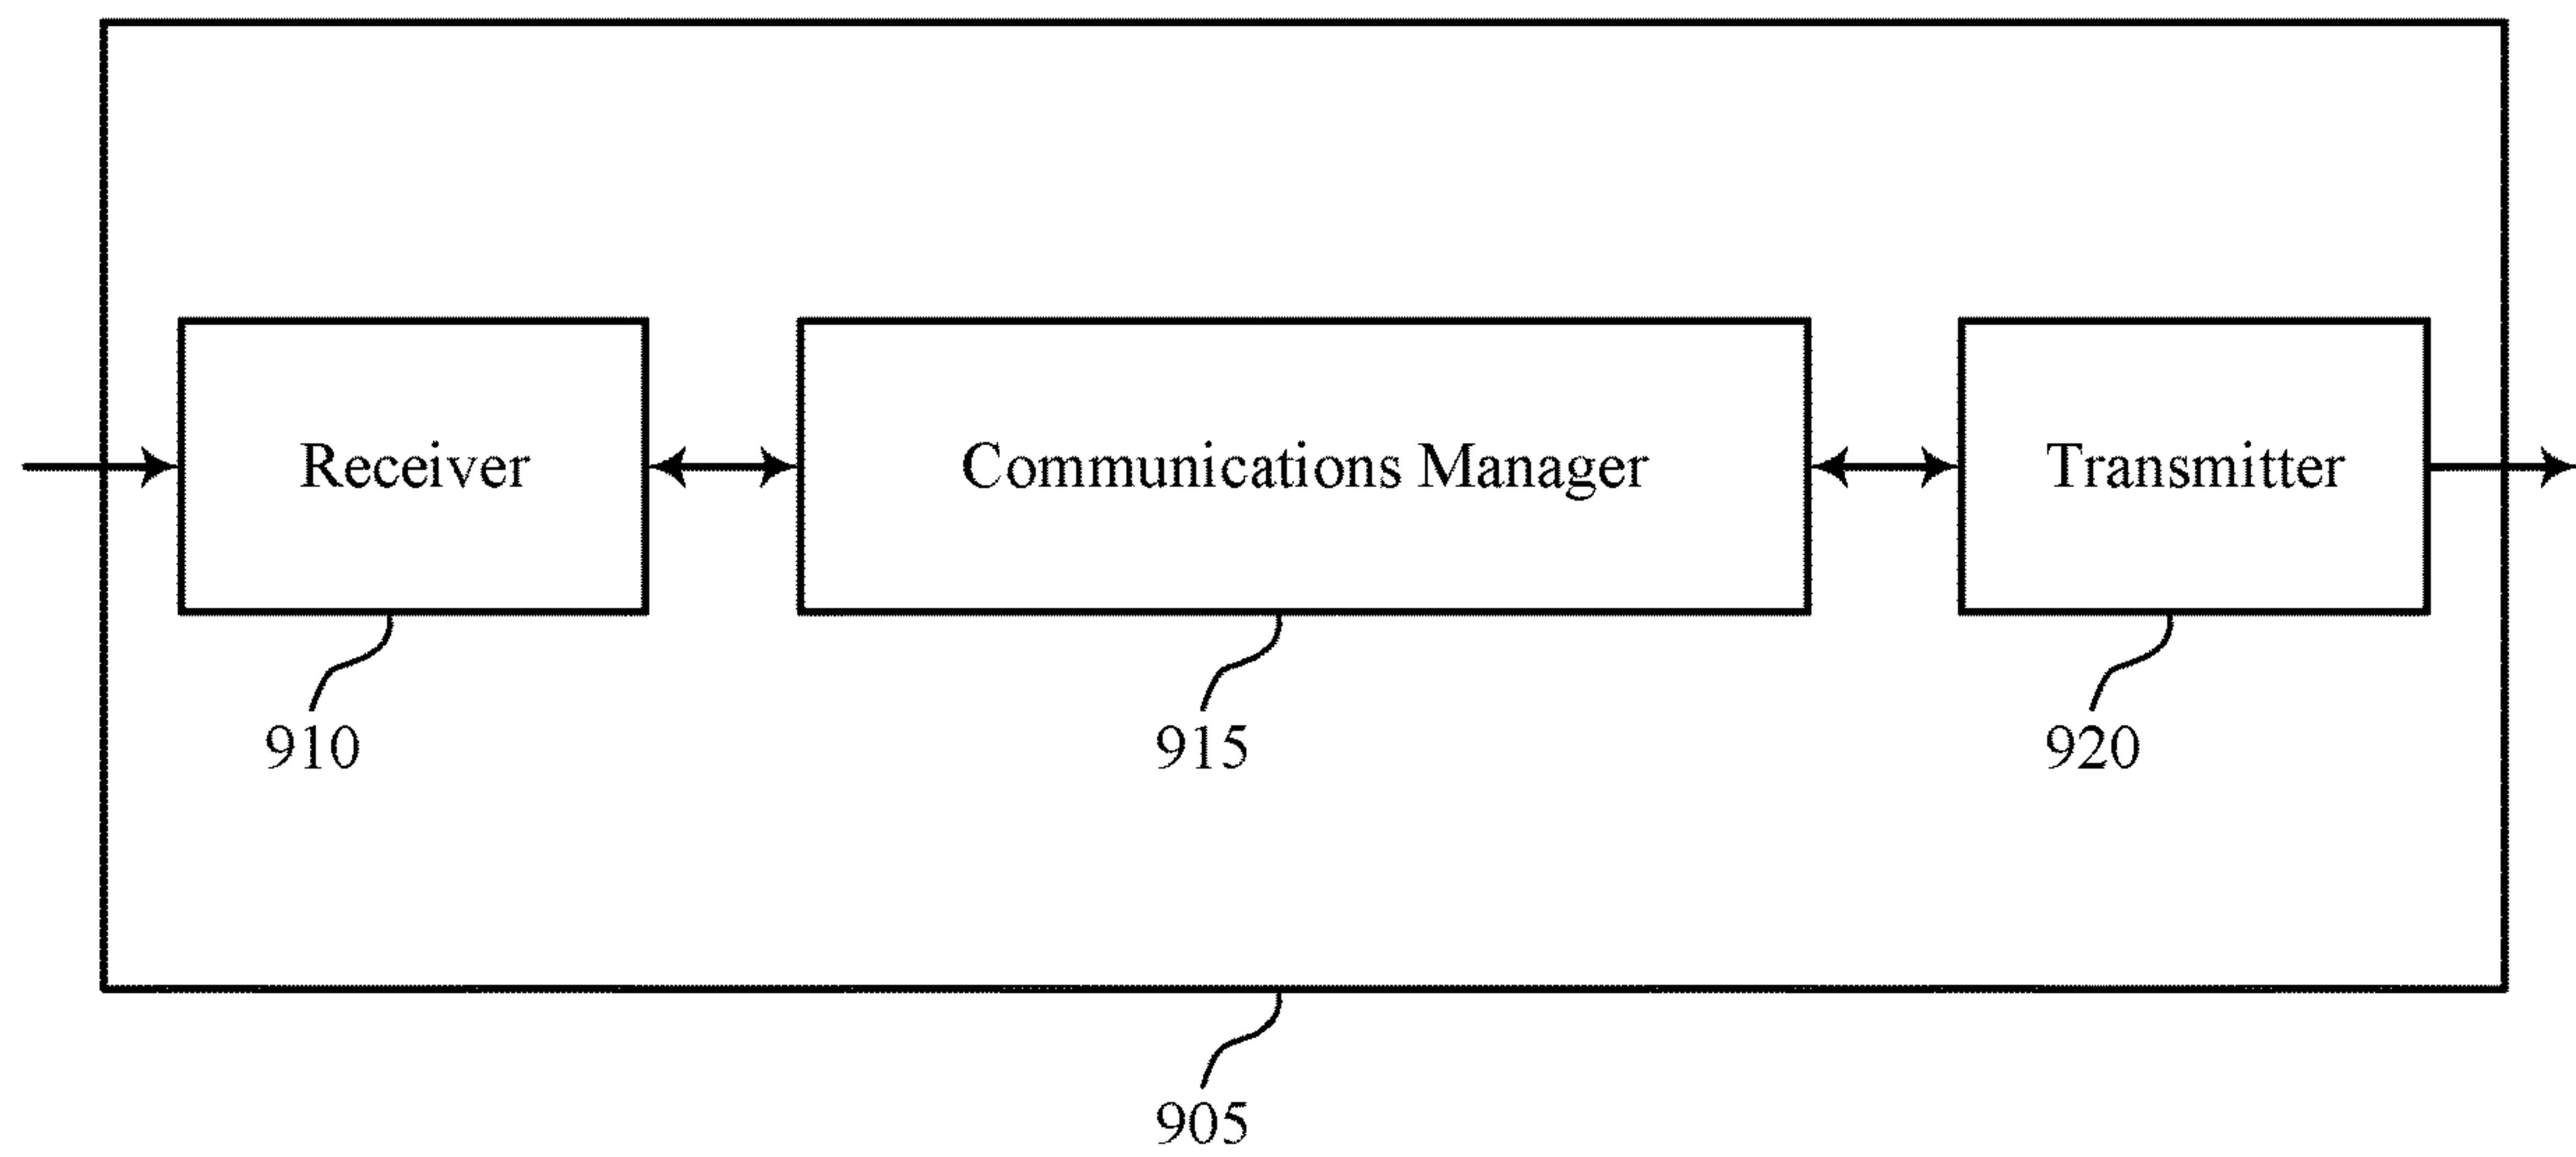 Receiver
Communications Manager
Transmitter
910
915
920
905